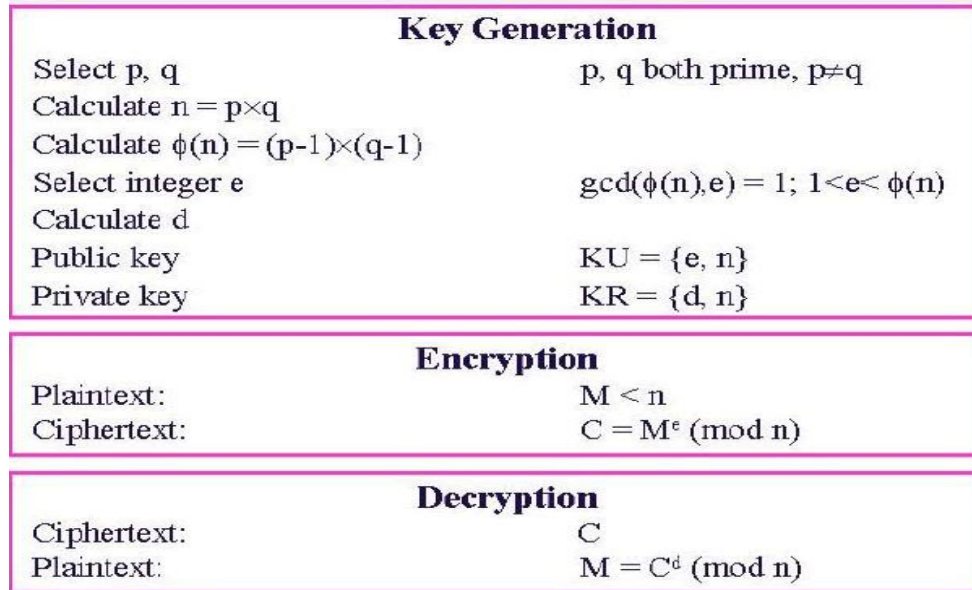 Key Generation
Select p, q p, q both prime, p≠q
Calculate n = p×q
Calculate ϕ(n) = (p-1)×(q-1)
Select integer e gcd(ϕ(n),e) = 1; 1<e< ϕ(n)
Calculate d
Public key KU = {e, n}
Private key KR = {d, n}
Encryption
Plaintext: M < n
Ciphertext: C = Mᵉ (mod n)
Decryption
Ciphertext: C
Plaintext: M = Cᵈ (mod n)